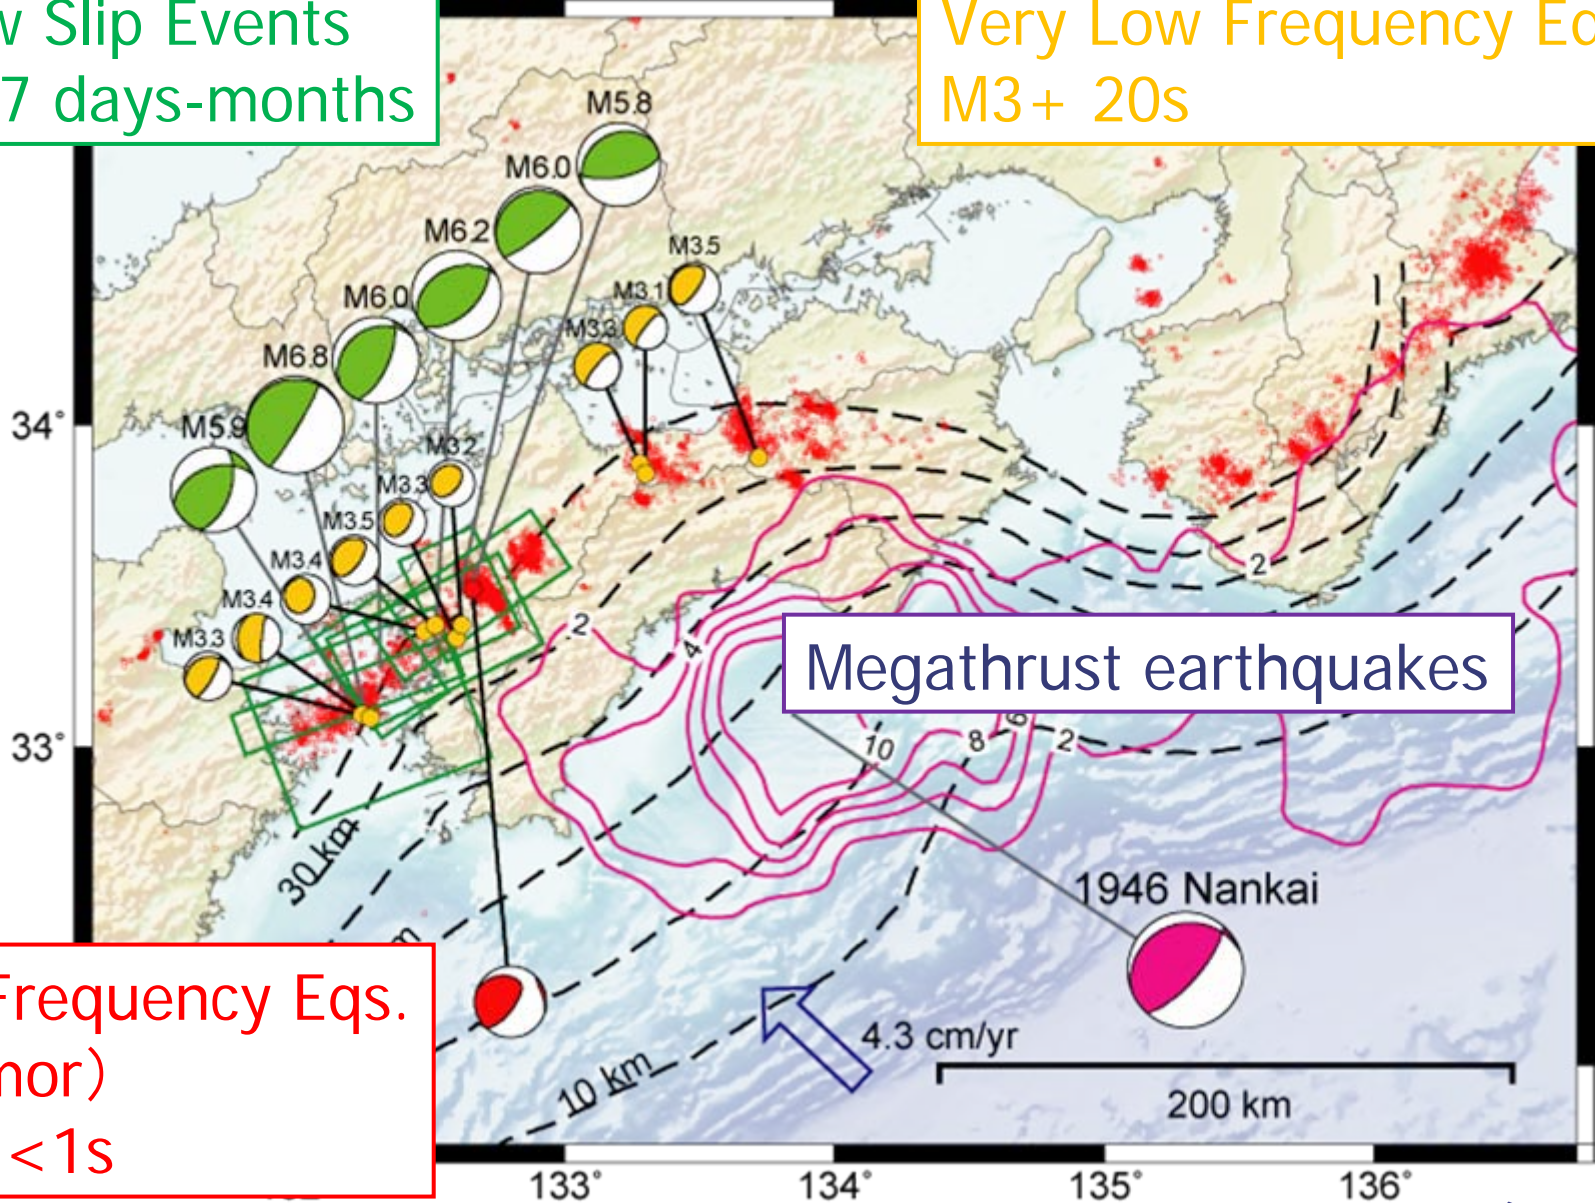 w Slip Events
7 days-months
Very Low Frequency Eq
M3+ 20s
M5.8
M6.0
M6.2
M6.0
M6.8
M5.9
M3.5
M3.1
M3.3
M3.2
M3.3
M3.5
M3.4
M3.4
M3.3
34°
33°
2
4
2
Megathrust earthquakes
10
8
6
2
30 km
m
1946 Nankai
Frequency Eqs.
mor)
<1s
4.3 cm/yr
10 km
200 km
133°
134°
135°
136°